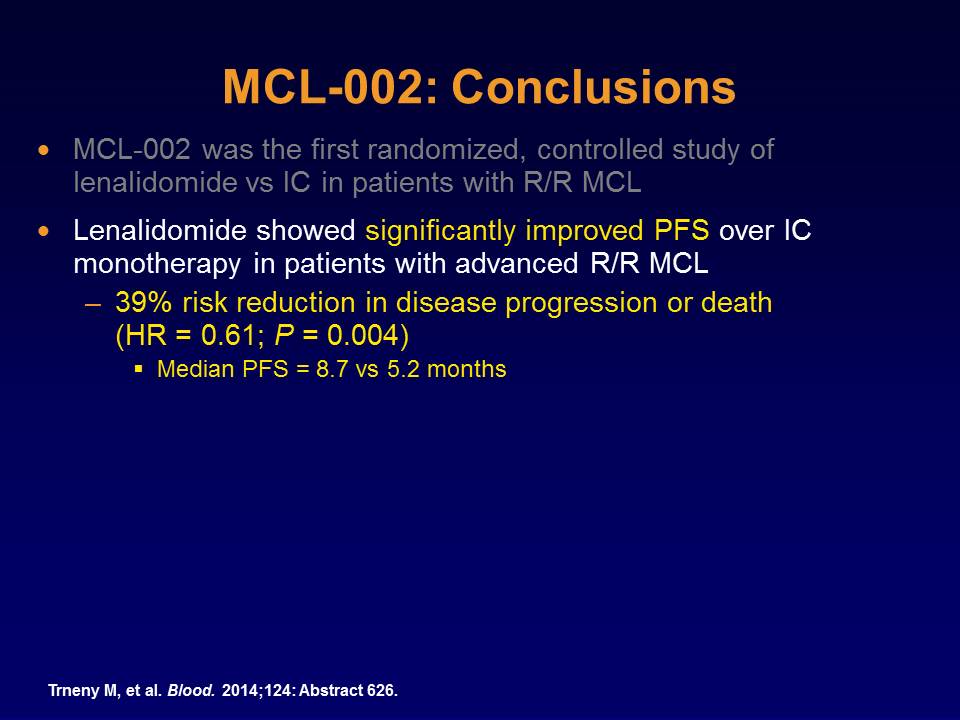 MCL-002: Conclusions
• MCL-002 was the first randomized, controlled study of
lenalidomide vs IC in patients with R/R MCL
• Lenalidomide showed significantly improved PFS over IC
monotherapy in patients with advanced R/R MCL
– 39% risk reduction in disease progression or death
(HR = 0.61; P = 0.004)
▪ Median PFS = 8.7 vs 5.2 months
Trneny M, et al. Blood. 2014;124: Abstract 626.